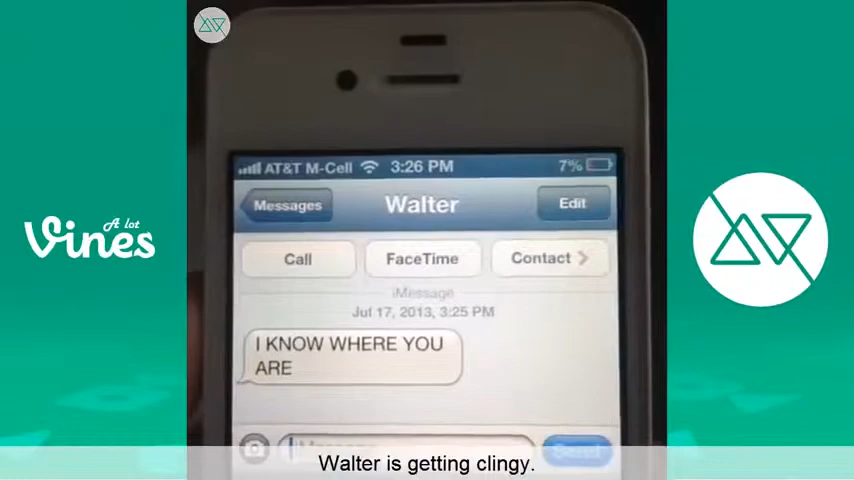 AT&T M-Cell 3:26 PM 7%
Messages Walter Edit
Call FaceTime Contact
iMessage
Jul 17, 2013, 3:25 PM
I KNOW WHERE YOU
ARE
A lot
Vines
iMessage
Send
Walter is getting clingy.